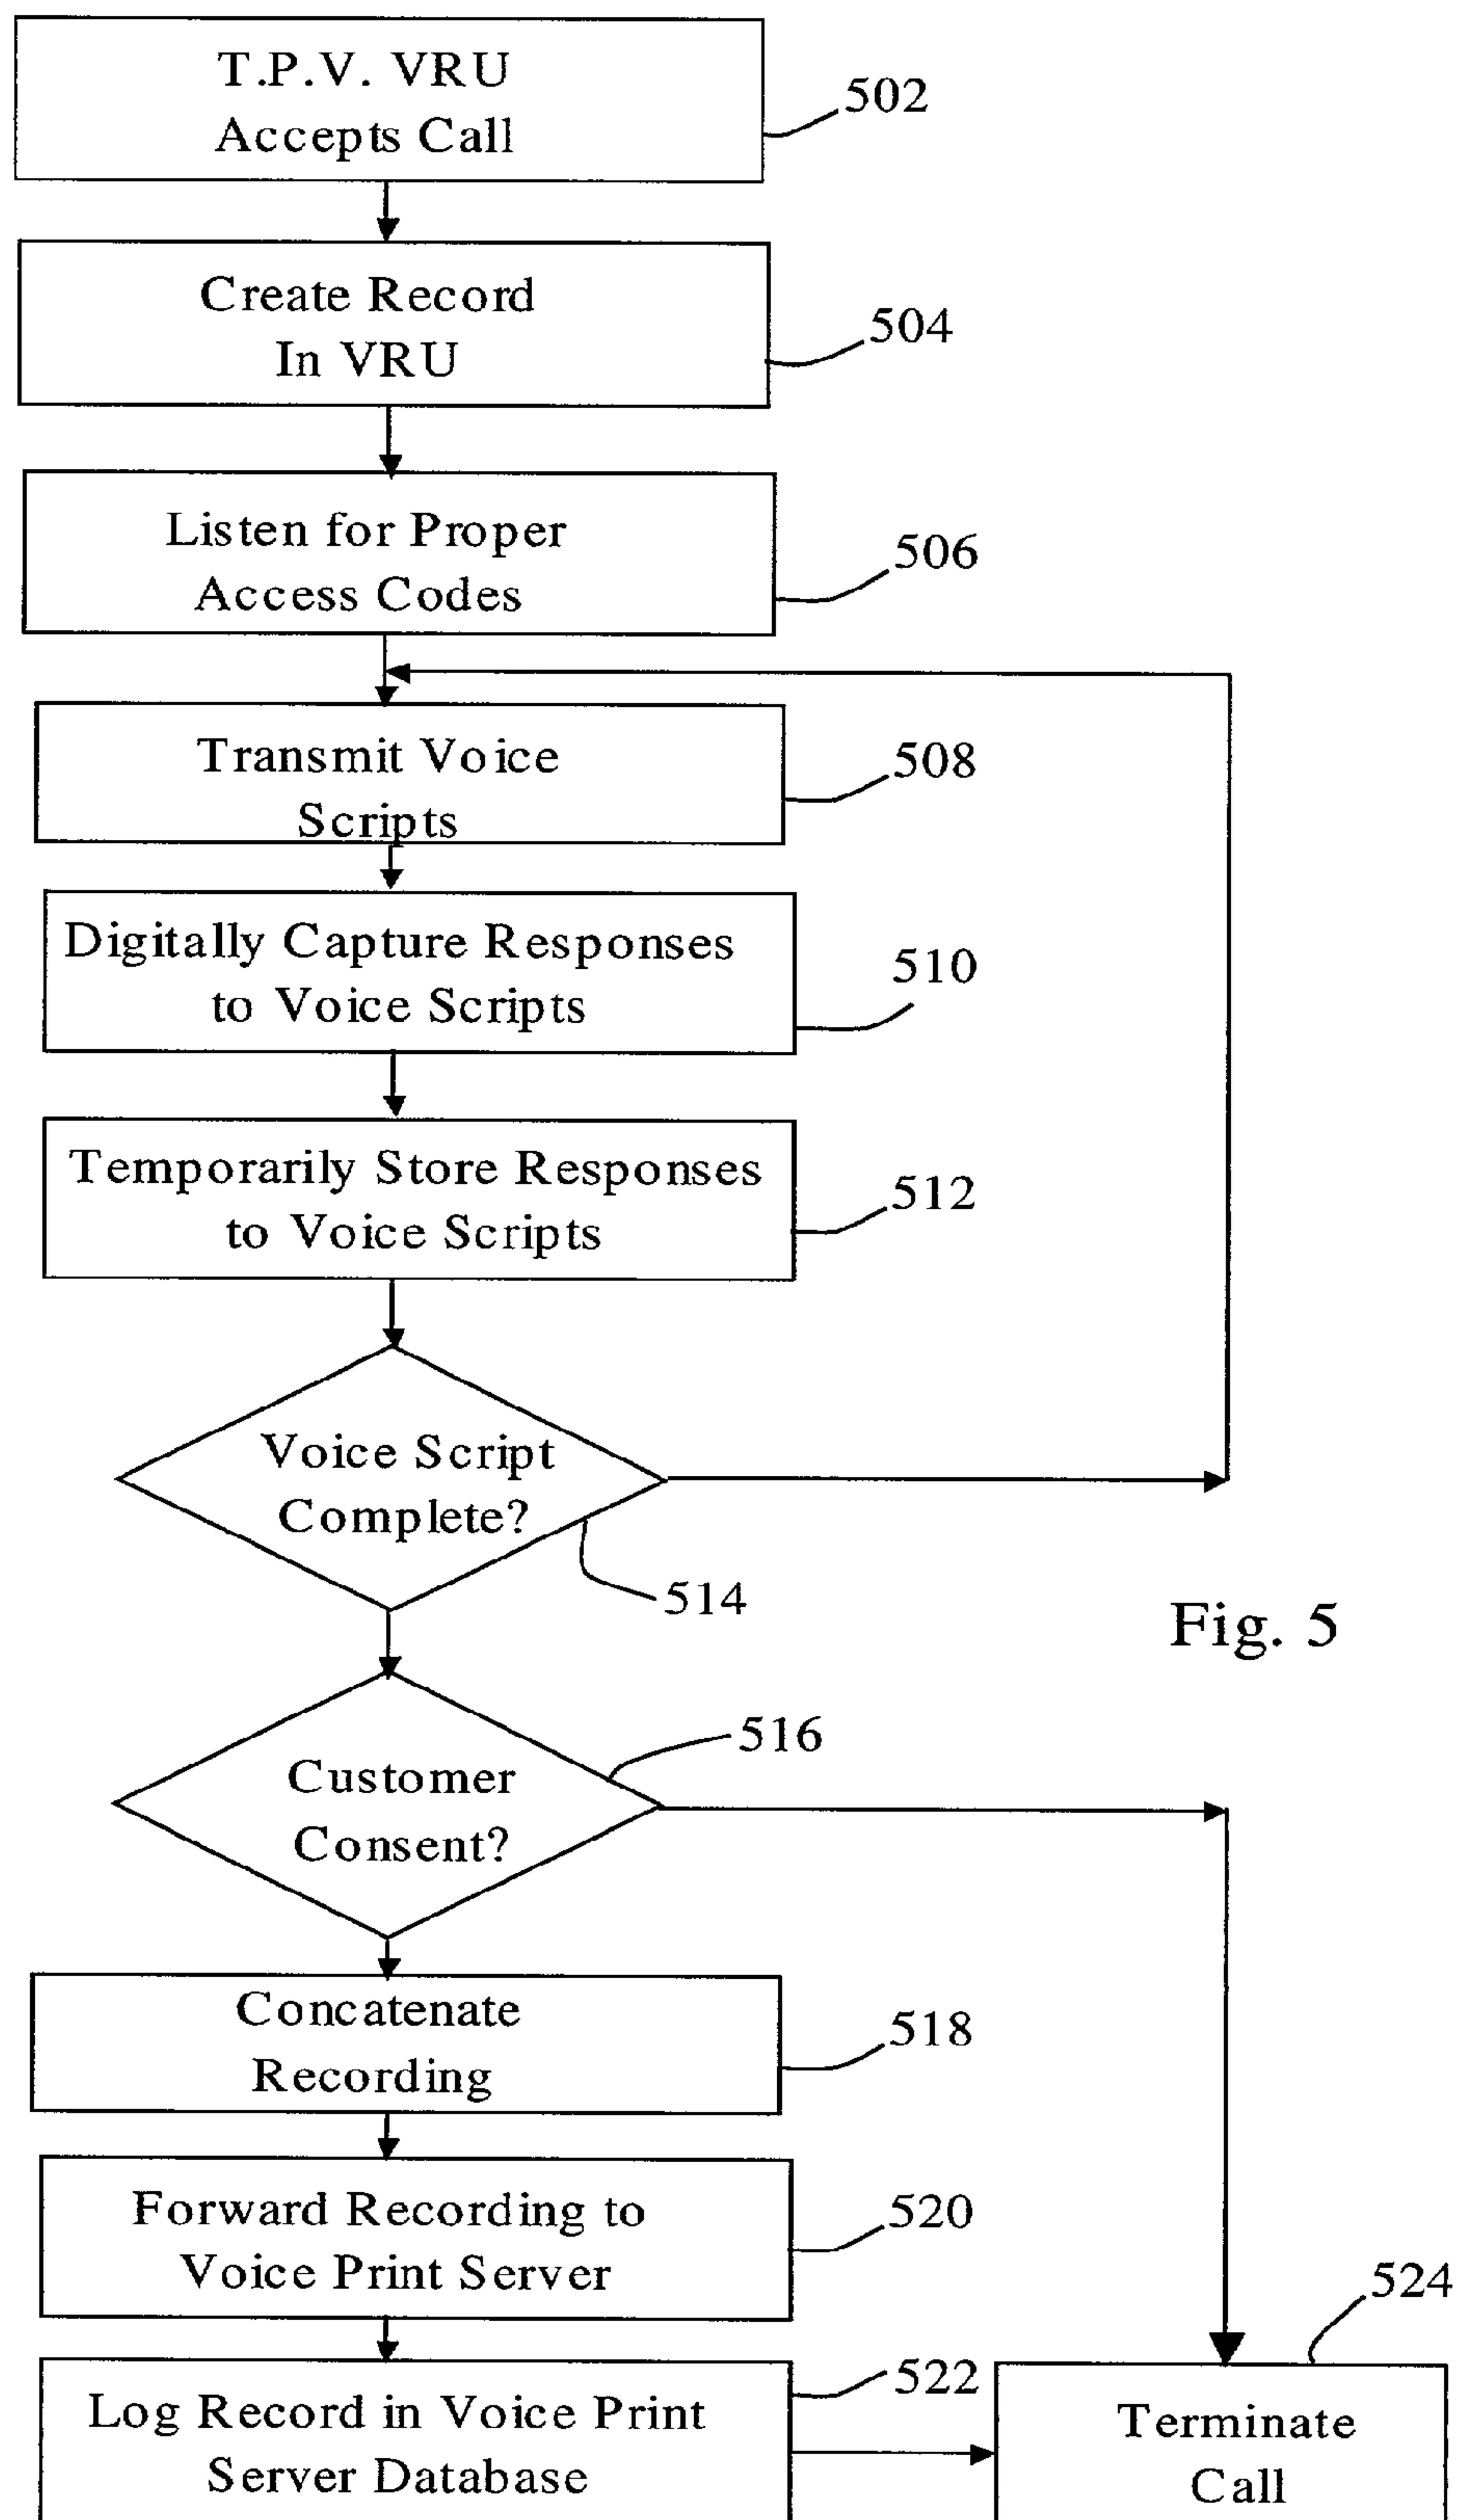 T.P.V. VRU
Accepts Call
502
Create Record
In VRU
504
Listen for Proper
Access Codes
506
Transmit Voice
Scripts
508
Digitally Capture Responses
to Voice Scripts
510
Temporarily Store Responses
to Voice Scripts
512
Voice Script
Complete?
514
Fig. 5
516
Customer
Consent?
Concatenate
Recording
518
Forward Recording to
Voice Print Server
520
524
Log Record in Voice Print
Server Database
522
Terminate
Call